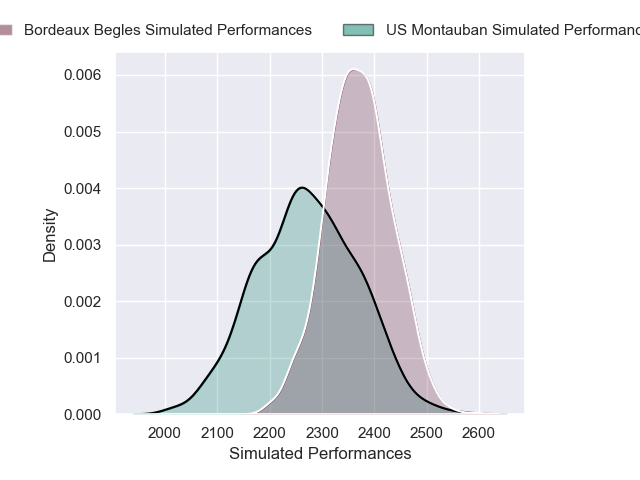 Bordeaux Begles Simulated Performances US Montauban Simulated
0.006
0.005
0.004
0.003
0.002
0.001
0.000
Density
2000 2100 2200 2300 2400 2500 2600
Simulated Performances